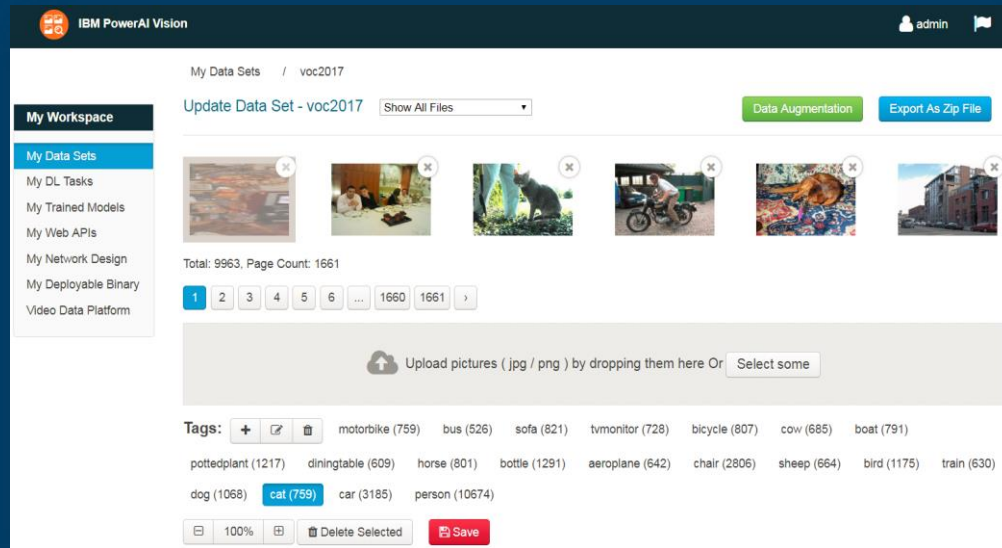 IBM PowerAI Vision
admin
My Data Sets / voc2017
Update Data Set - voc2017 Show All Files
Data Augmentation Export As Zip File
My Workspace
My Data Sets
My DL Tasks
My Trained Models
My Web APIs
My Network Design
My Deployable Binary
Video Data Platform
Total: 9963, Page Count: 1661
1 2 3 4 5 6 ... 1660 1661 ›
Upload pictures ( jpg / png ) by dropping them here Or Select some
Tags: motorbike (759) bus (526) sofa (821) tvmonitor (728) bicycle (807) cow (685) boat (791)
pottedplant (1217) diningtable (609) horse (801) bottle (1291) aeroplane (642) chair (2806) sheep (664) bird (1175) train (630)
dog (1068) cat (759) car (3185) person (10674)
100% Delete Selected Save